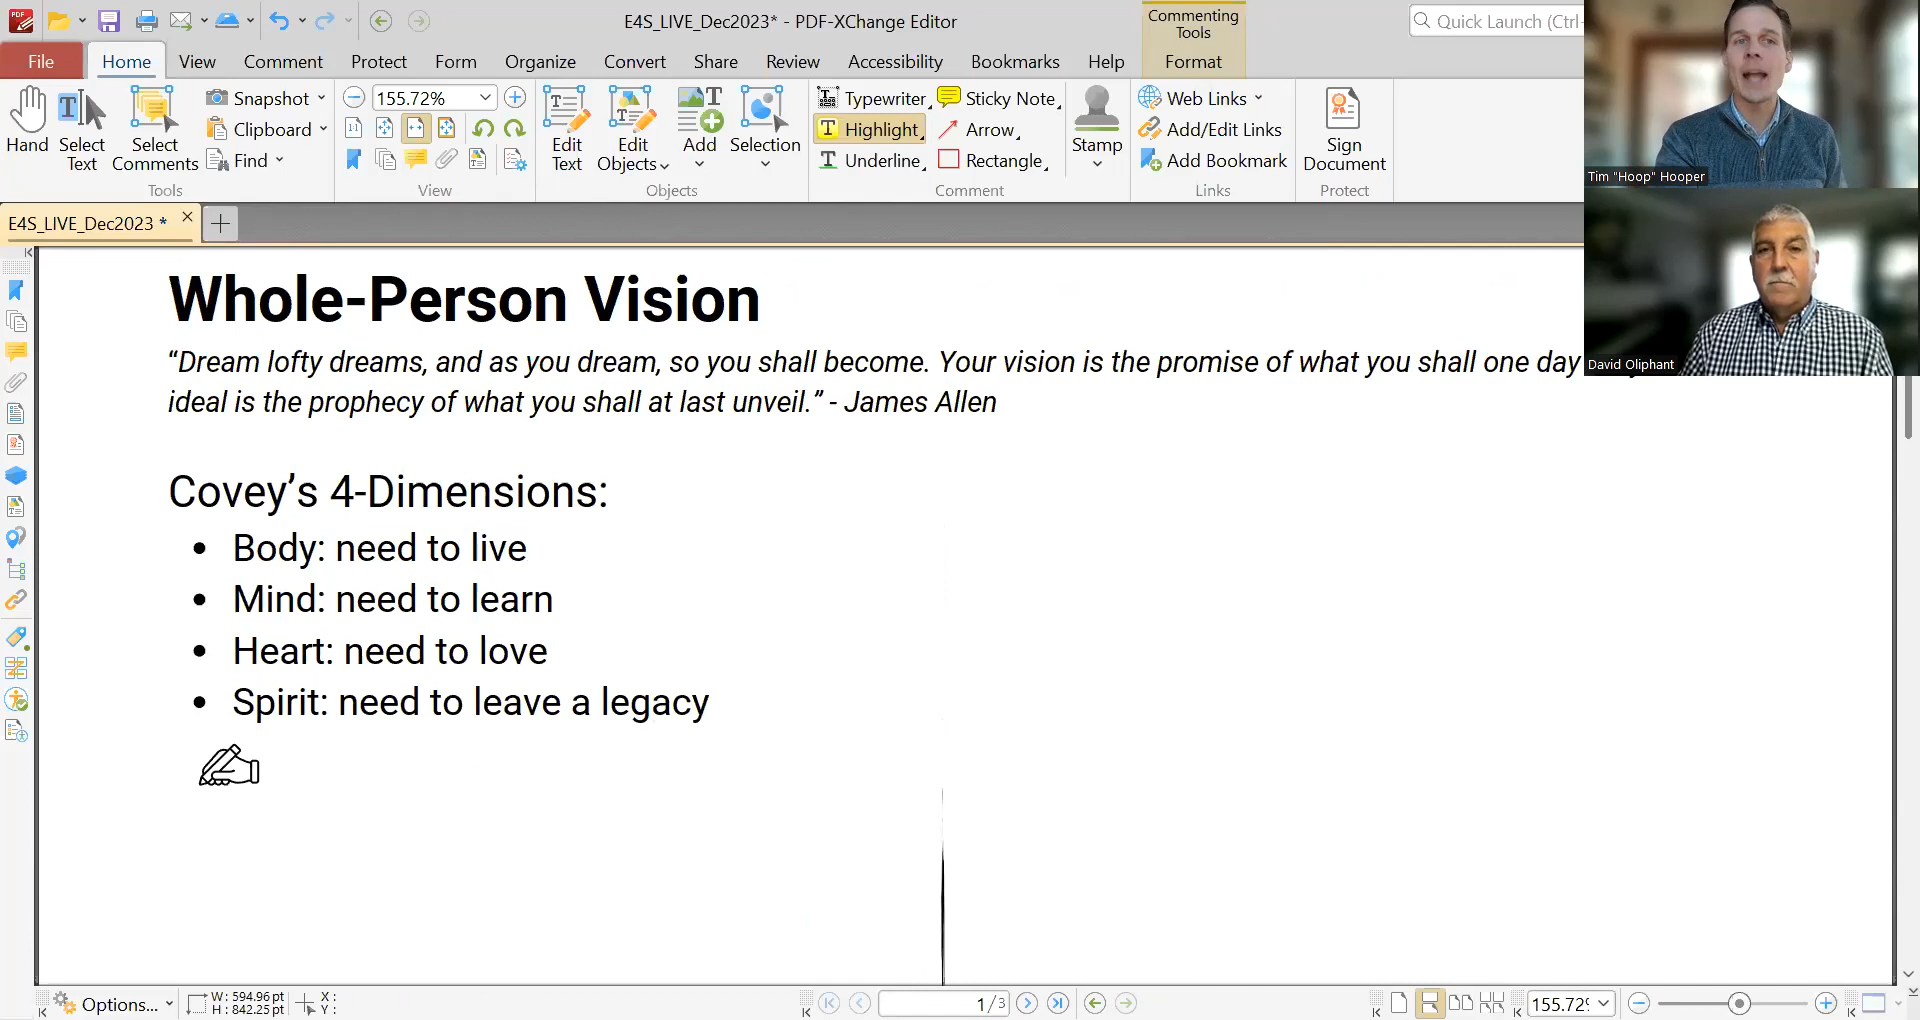 E4S_LIVE_Dec2023* - PDF-XChange Editor
Commenting Tools
Quick Launch (Ctrl-
File Home View Comment Protect Form Organize Convert Share Review Accessibility Bookmarks Help Format
Hand
Select Text
Select Comments
Snapshot
Clipboard
Find
Tools
155.72%
View
Edit Text
Edit Objects
Add
Selection
Objects
Typewriter
Highlight
Underline
Sticky Note
Arrow
Rectangle
Comment
Stamp
Web Links
Add/Edit Links
Add Bookmark
Links
Sign Document
Protect
Tim "Hoop" Hooper
David Oliphant
E4S_LIVE_Dec2023 *
Whole-Person Vision
“Dream lofty dreams, and as you dream, so you shall become. Your vision is the promise of what you shall one day
ideal is the prophecy of what you shall at last unveil.” - James Allen
Covey’s 4-Dimensions:
• Body: need to live
• Mind: need to learn
• Heart: need to love
• Spirit: need to leave a legacy
Options...
W: 594.96 pt
H: 842.25 pt
X:
Y:
1/3
155.72